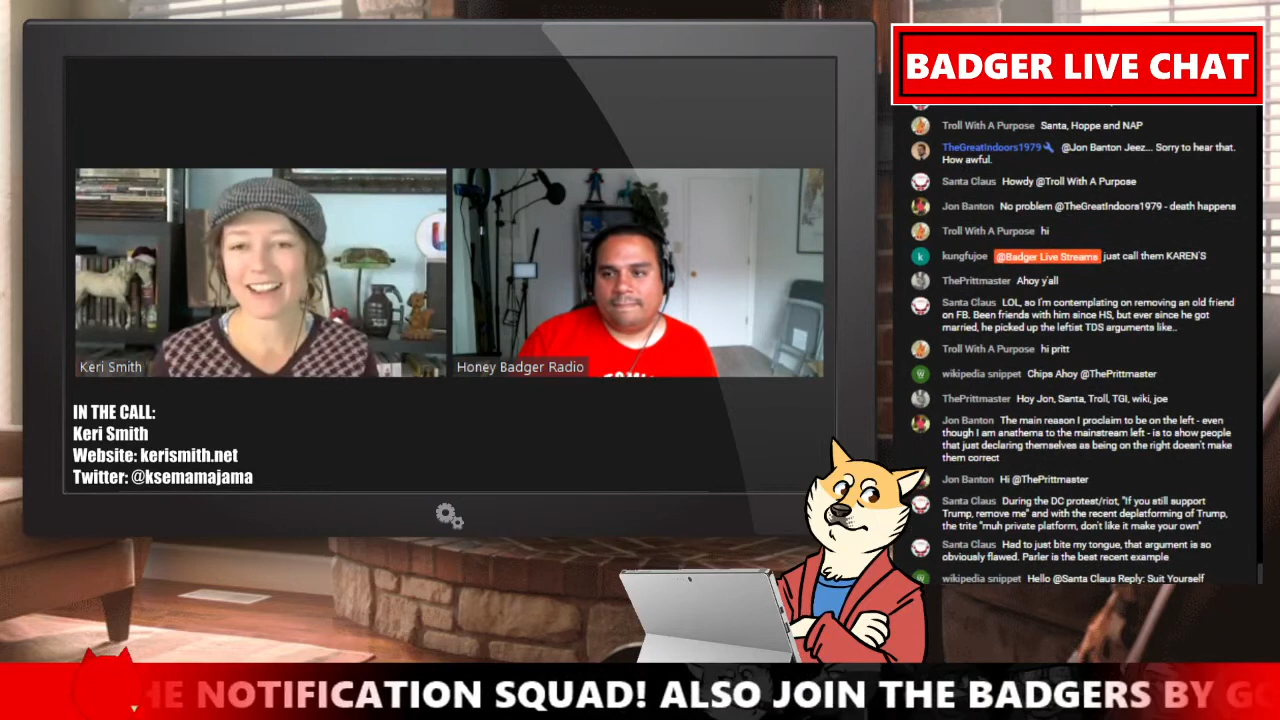 BADGER LIVE CHAT
Troll With A Purpose Santa, Hoppe and NAP
TheGreatIndoors1979 @Jon Banton Jeez... Sorry to hear that.
How awful.
Santa Claus Howdy @Troll With A Purpose
Jon Banton No problem @TheGreatIndoors1979 - death happens
Troll With A Purpose hi
k kungfujoe @Badger Live Streams just call them KAREN'S
ThePrittmaster Ahoy y'all
Santa Claus LOL, so I'm contemplating on removing an old friend
on FB. Been friends with him since HS, but ever since he got
married, he picked up the leftist TDS arguments like..
Troll With A Purpose hi pritt
W wikipedia snippet Chips Ahoy @ThePrittmaster
ThePrittmaster Hoy Jon, Santa, Troll, TGI, wiki, joe
Jon Banton The main reason I proclaim to be on the left - even
though I am anathema to the mainstream left - is to show people
that just declaring themselves as being on the right doesn't make
them correct
Jon Banton Hi @ThePrittmaster
Santa Claus During the DC protest/riot, "If you still support
Trump, remove me" and with the recent deplatforming of Trump,
the trite "muh private platform, don't like it make your own"
Santa Claus Had to just bite my tongue, that argument is so
obviously flawed. Parler is the best recent example
W wikipedia snippet Hello @Santa Claus Reply: Suit Yourself
Keri Smith
Honey Badger Radio
IN THE CALL:
Keri Smith
Website: kerismith.net
Twitter: @ksemamajama
HE NOTIFICATION SQUAD! ALSO JOIN THE BADGERS BY GO